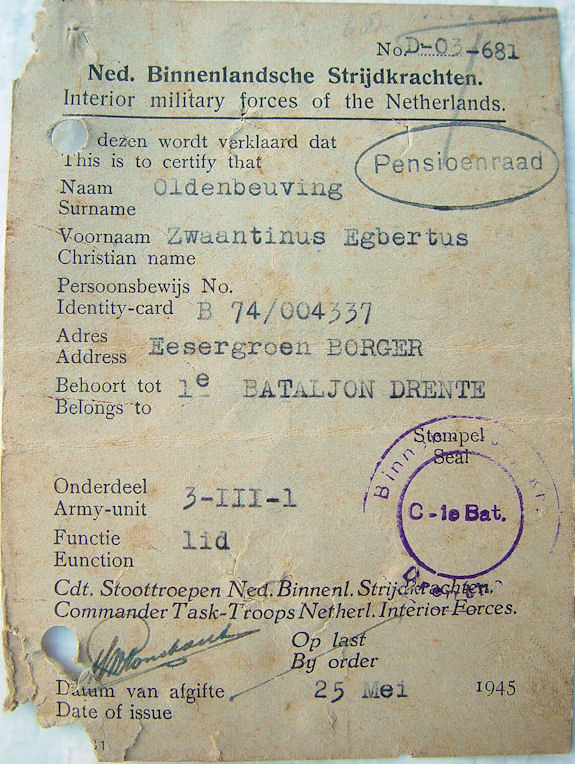 No. D-03-681
Ned. Binnenlandsche Strijdkrachten.
Interior military forces of the Netherlands.
dezen wordt verklaard dat
This is to certify that
Pensioenraad
Naam Oldenbeuving
Surname
Voornaam Zwaantinus Egbertus
Christian name
Persoonsbewijs No.
Identity-card B 74/004337
Adres
Address Eesergroen BORGER
Behoort tot 1e BATALJON DRENTE
Belongs to
Stempel
Seal
C-1e Bat.
Onderdeel
Army-unit 3-III-1
Functie lid
Eunction
Cdt. Stoottroepen Ned. Binnenl. Strijdkrachten,
Commander Task-Troops Netherl. Interior Forces.
Op last
By order
Datum van afgifte 25 Mei 1945
Date of issue